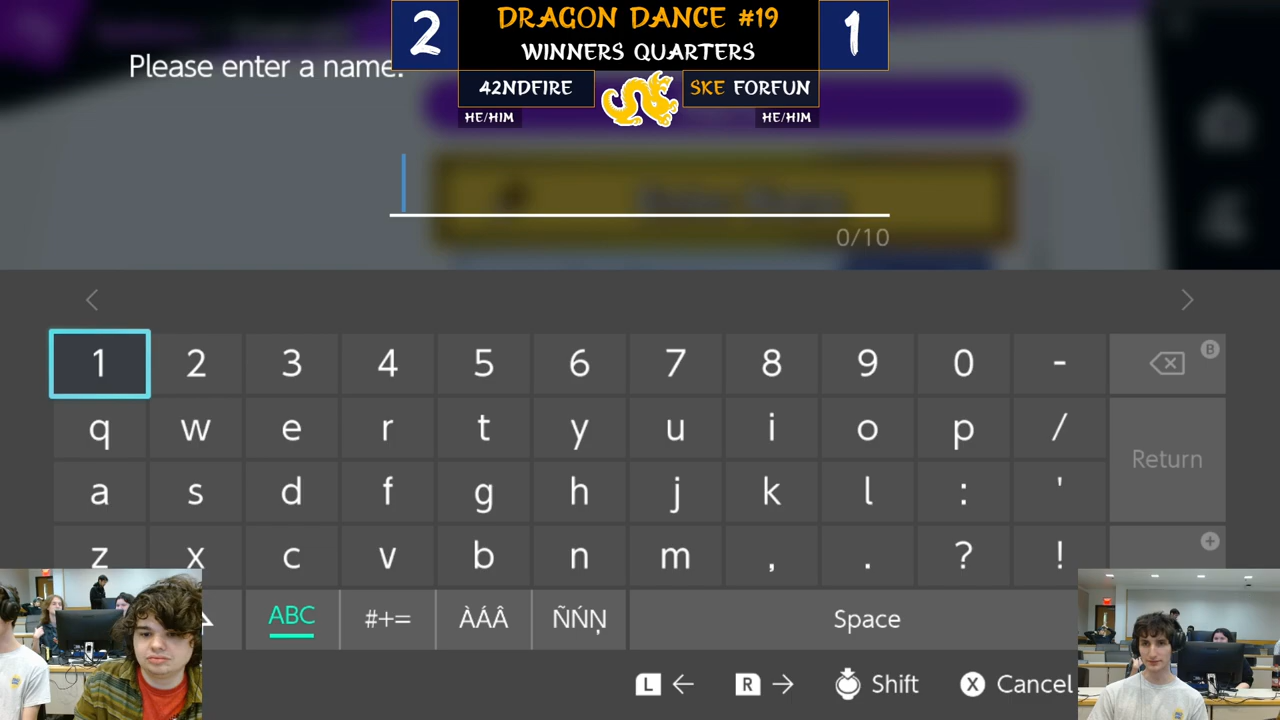 2
DRAGON DANCE #19
1
WINNERS QUARTERS
Please enter a name.
42NDFIRE
SKE FORFUN
HE/HIM
HE/HIM
0/10
1 2 3 4 5 6 7 8 9 0 - B
q w e r t y u i o p /
Return
a s d f g h j k l : '
z x c v b n m , . ? ! +
ABC #+= ÀÁÂ ÑŃŅ Space
L ← R → Shift X Cancel